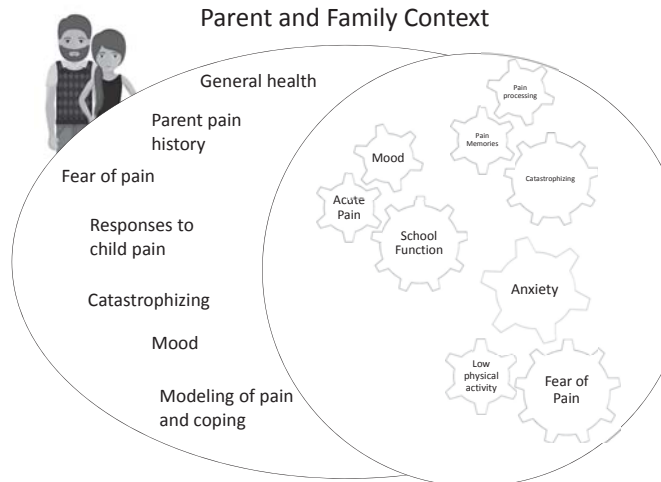 Parent and Family Context
General health
Parent pain
history
Fear of pain
Responses to
child pain
Catastrophizing
Mood
Modeling of pain
and coping
Pain
processing
Pain
Memories
Catastrophizing
Mood
Acute
Pain
School
Function
Anxiety
Low
physical
activity
Fear of
Pain